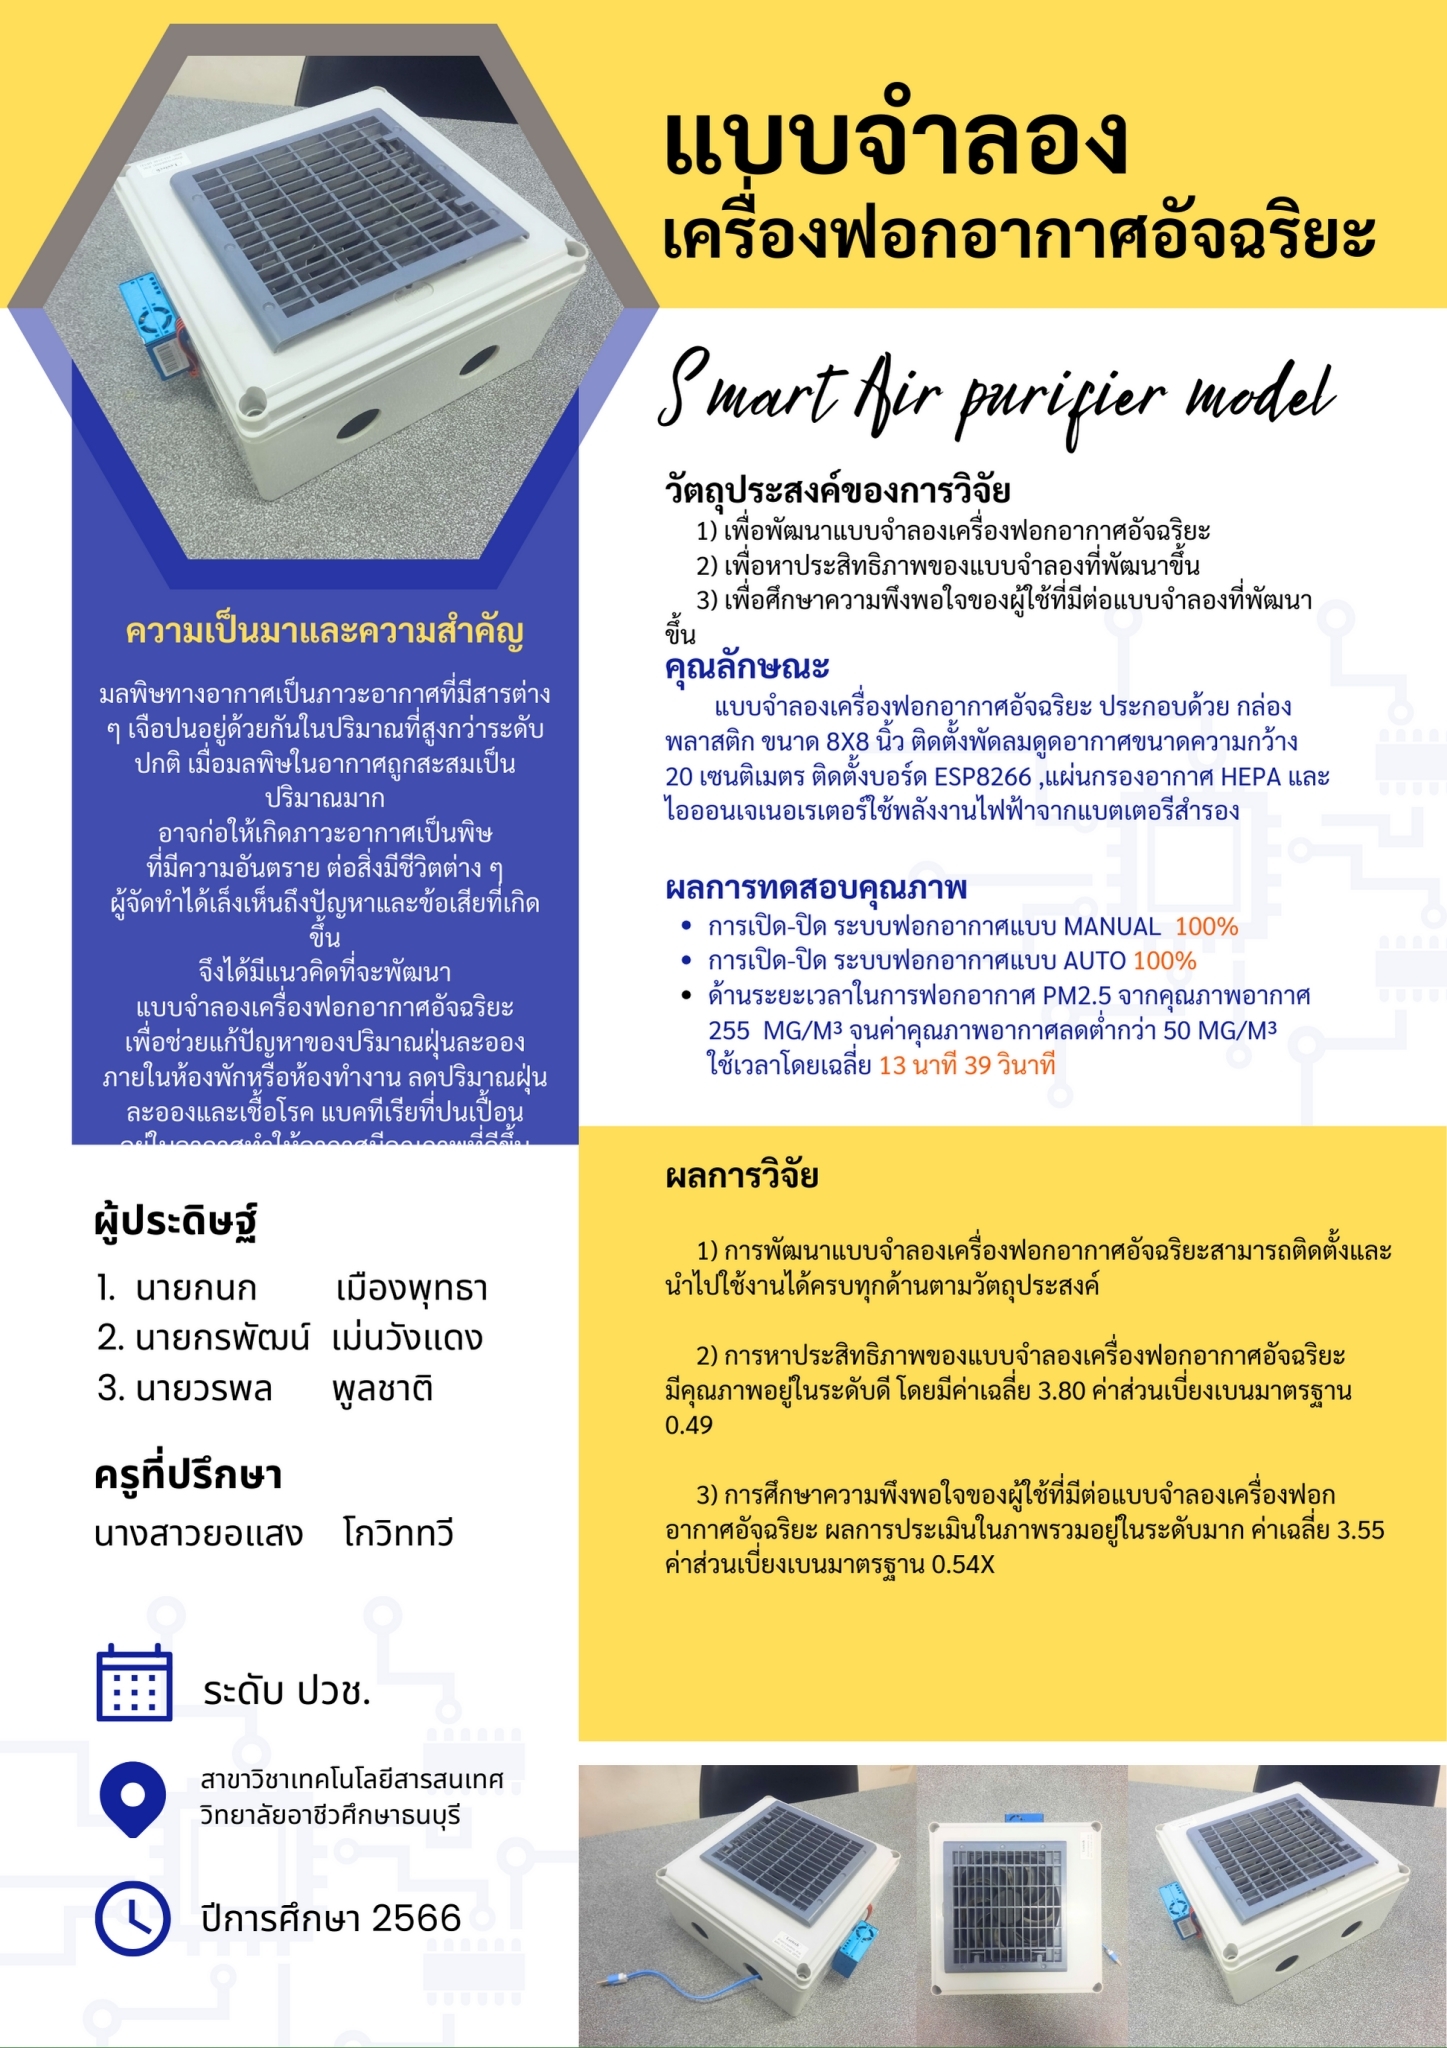 แบบจำลอง
เครื่องฟอกอากาศอัจฉริยะ
Smart Air purifier model
วัตถุประสงค์ของการวิจัย
1) เพื่อพัฒนาแบบจำลองเครื่องฟอกอากาศอัจฉริยะ
2) เพื่อหาประสิทธิภาพของแบบจำลองที่พัฒนาขึ้น
3) เพื่อศึกษาความพึงพอใจของผู้ใช้ที่มีต่อแบบจำลองที่พัฒนา
ขึ้น
คุณลักษณะ
แบบจำลองเครื่องฟอกอากาศอัจฉริยะ ประกอบด้วย กล่อง
พลาสติก ขนาด 8X8 นิ้ว ติดตั้งพัดลมดูดอากาศขนาดความกว้าง
20 เซนติเมตร ติดตั้งบอร์ด ESP8266 ,แผ่นกรองอากาศ HEPA และ
ไอออนเจเนอเรเตอร์ใช้พลังงานไฟฟ้าจากแบตเตอรีสำรอง
ผลการทดสอบคุณภาพ
• การเปิด-ปิด ระบบฟอกอากาศแบบ MANUAL 100%
• การเปิด-ปิด ระบบฟอกอากาศแบบ AUTO 100%
• ด้านระยะเวลาในการฟอกอากาศ PM2.5 จากคุณภาพอากาศ
255 MG/M³ จนค่าคุณภาพอากาศลดต่ำกว่า 50 MG/M³
ใช้เวลาโดยเฉลี่ย 13 นาที 39 วินาที
ความเป็นมาและความสำคัญ
มลพิษทางอากาศเป็นภาวะอากาศที่มีสารต่าง
ๆ เจือปนอยู่ด้วยกันในปริมาณที่สูงกว่าระดับ
ปกติ เมื่อมลพิษในอากาศถูกสะสมเป็น
ปริมาณมาก
อาจก่อให้เกิดภาวะอากาศเป็นพิษ
ที่มีความอันตราย ต่อสิ่งมีชีวิตต่าง ๆ
ผู้จัดทำได้เล็งเห็นถึงปัญหาและข้อเสียที่เกิด
ขึ้น
จึงได้มีแนวคิดที่จะพัฒนา
แบบจำลองเครื่องฟอกอากาศอัจฉริยะ
เพื่อช่วยแก้ปัญหาของปริมาณฝุ่นละออง
ภายในห้องพักหรือห้องทำงาน ลดปริมาณฝุ่น
ละอองและเชื้อโรค แบคทีเรียที่ปนเปื้อน
อยู่ในอากาศทำให้อากาศมีคุณภาพที่ดีขึ้น
ผู้ประดิษฐ์
1. นายกนก เมืองพุทธา
2. นายกรพัฒน์ เม่นวังแดง
3. นายวรพล พูลชาติ
ครูที่ปรึกษา
นางสาวยอแสง โกวิททวี
ระดับ ปวช.
สาขาวิชาเทคโนโลยีสารสนเทศ
วิทยาลัยอาชีวศึกษาธนบุรี
ปีการศึกษา 2566
ผลการวิจัย
1) การพัฒนาแบบจำลองเครื่องฟอกอากาศอัจฉริยะสามารถติดตั้งและ
นำไปใช้งานได้ครบทุกด้านตามวัตถุประสงค์
2) การหาประสิทธิภาพของแบบจำลองเครื่องฟอกอากาศอัจฉริยะ
มีคุณภาพอยู่ในระดับดี โดยมีค่าเฉลี่ย 3.80 ค่าส่วนเบี่ยงเบนมาตรฐาน
0.49
3) การศึกษาความพึงพอใจของผู้ใช้ที่มีต่อแบบจำลองเครื่องฟอก
อากาศอัจฉริยะ ผลการประเมินในภาพรวมอยู่ในระดับมาก ค่าเฉลี่ย 3.55
ค่าส่วนเบี่ยงเบนมาตรฐาน 0.54X